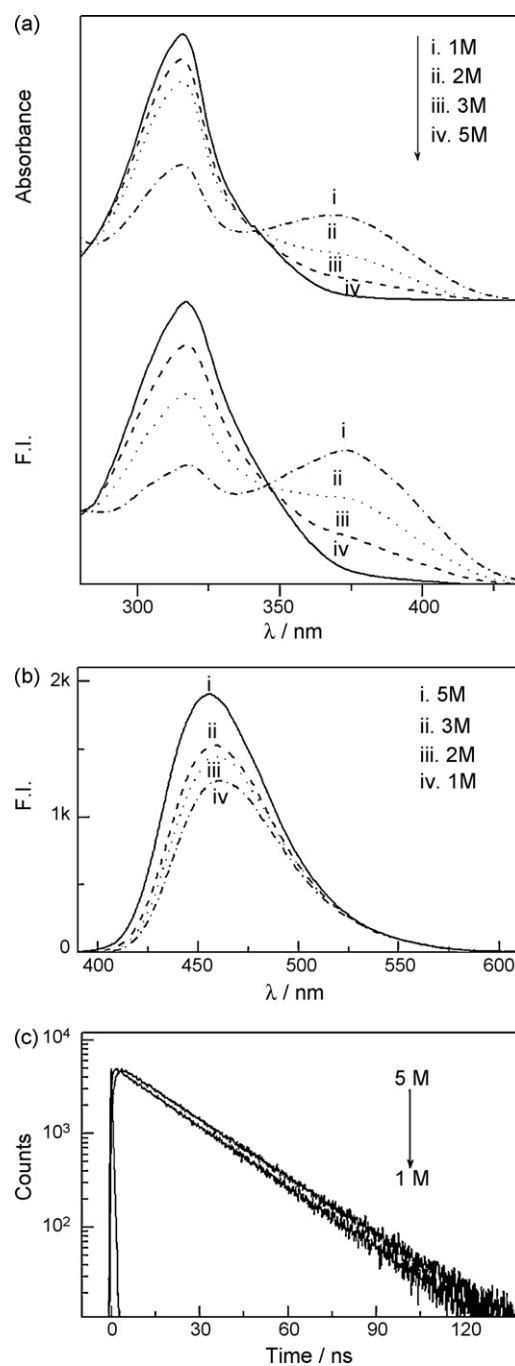 (a)
Absorbance
i. 1M
ii. 2M
iii. 3M
iv. 5M
i
ii
iii
iv
F.I.
i
ii
iii
iv
300 350 400
λ / nm
(b)
2k
1k
0
F.I.
i
ii
iii
iv
i. 5M
ii. 3M
iii. 2M
iv. 1M
400 450 500 550 600
λ / nm
(c)
10⁴
10³
10²
Counts
5 M
1 M
0 30 60 90 120
Time / ns